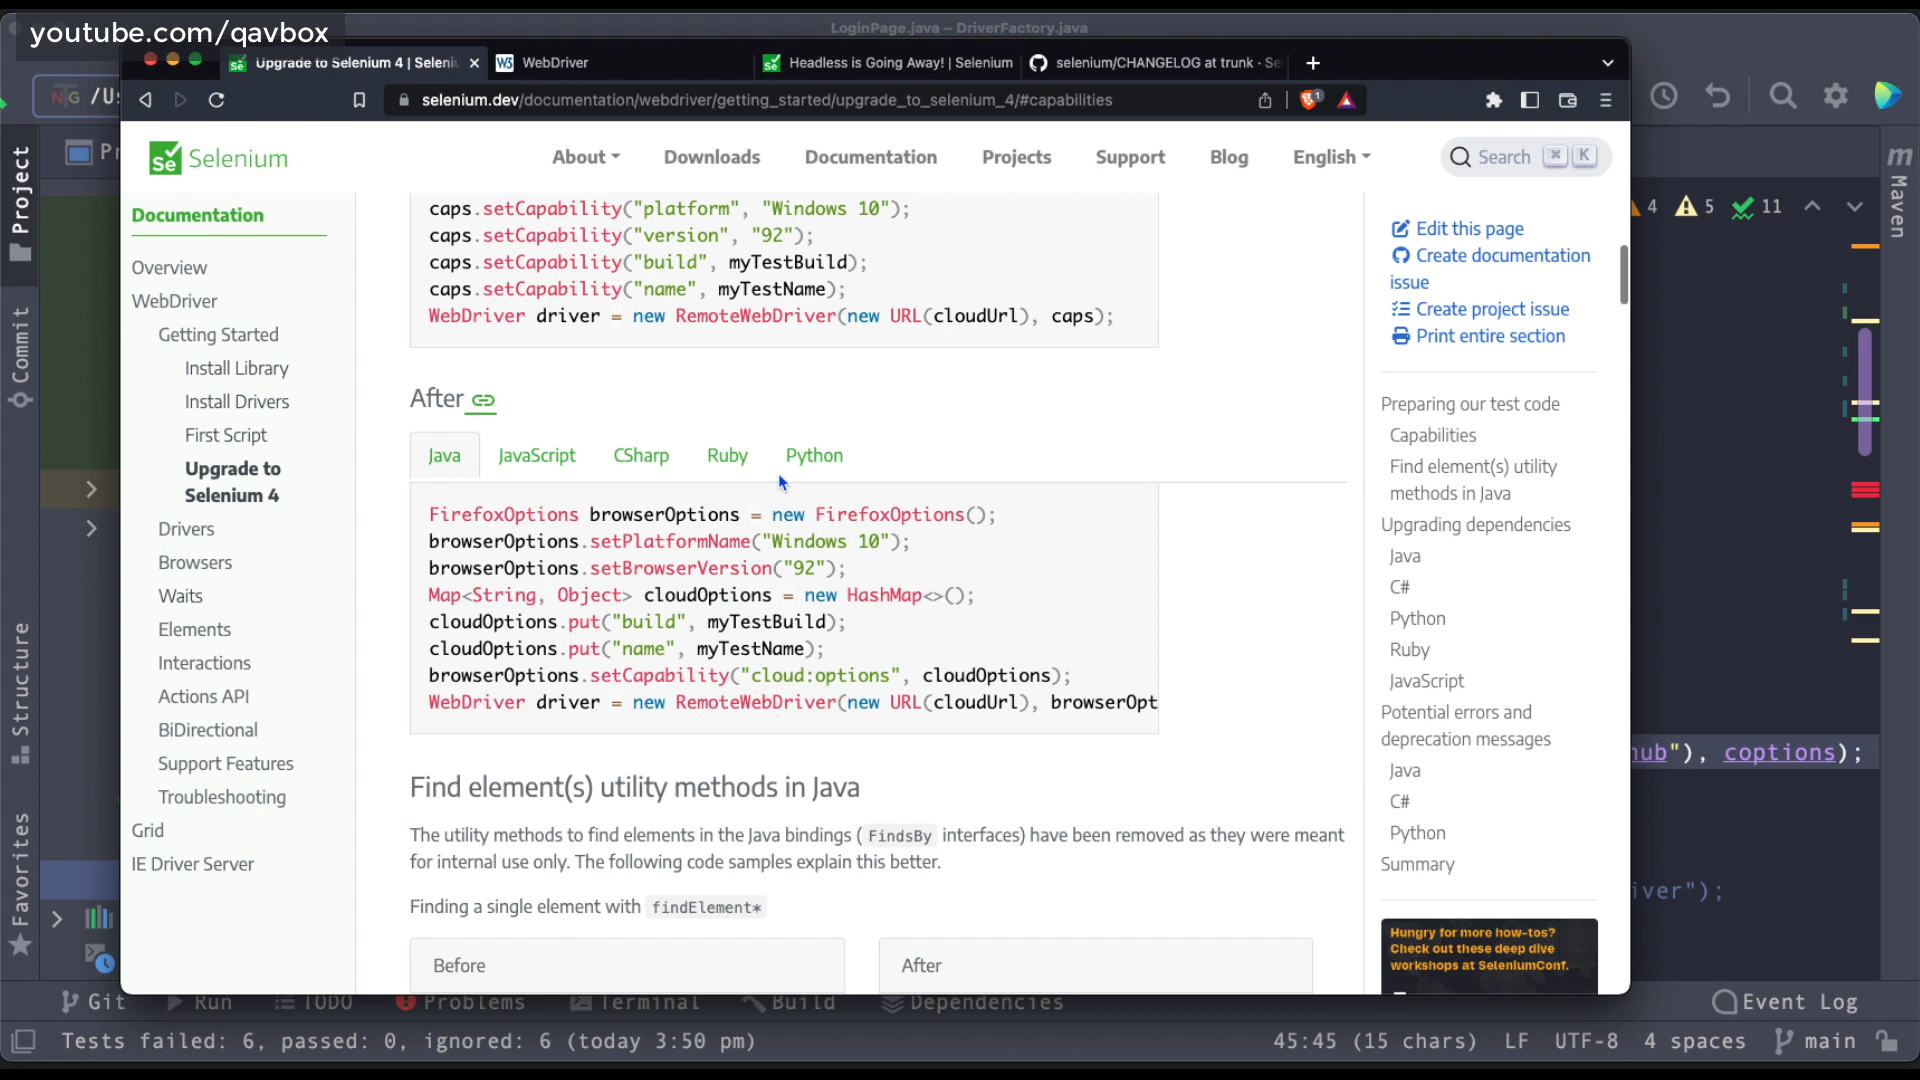 youtube.com/qavbox
LoginPage.java – DriverFactory.java
Upgrade to Selenium 4 | Seleni
WebDriver
Headless is Going Away! | Selenium
selenium/CHANGELOG at trunk · Se
selenium.dev/documentation/webdriver/getting_started/upgrade_to_selenium_4/#capabilities
Selenium
About
Downloads
Documentation
Projects
Support
Blog
English
Search ⌘ K
Project
Commit
Structure
Favorites
Maven
4 5 11
Documentation
Overview
WebDriver
Getting Started
Install Library
Install Drivers
First Script
Upgrade to
Selenium 4
Drivers
Browsers
Waits
Elements
Interactions
Actions API
BiDirectional
Support Features
Troubleshooting
Grid
IE Driver Server
caps.setCapability("platform", "Windows 10");
caps.setCapability("version", "92");
caps.setCapability("build", myTestBuild);
caps.setCapability("name", myTestName);
WebDriver driver = new RemoteWebDriver(new URL(cloudUrl), caps);
After
Java JavaScript CSharp Ruby Python
FirefoxOptions browserOptions = new FirefoxOptions();
browserOptions.setPlatformName("Windows 10");
browserOptions.setBrowserVersion("92");
Map<String, Object> cloudOptions = new HashMap<>();
cloudOptions.put("build", myTestBuild);
cloudOptions.put("name", myTestName);
browserOptions.setCapability("cloud:options", cloudOptions);
WebDriver driver = new RemoteWebDriver(new URL(cloudUrl), browserOpt
Find element(s) utility methods in Java
The utility methods to find elements in the Java bindings ( FindsBy interfaces) have been removed as they were meant
for internal use only. The following code samples explain this better.
Finding a single element with findElement*
Before
After
Edit this page
Create documentation
issue
Create project issue
Print entire section
Preparing our test code
Capabilities
Find element(s) utility
methods in Java
Upgrading dependencies
Java
C#
Python
Ruby
JavaScript
Potential errors and
deprecation messages
Java
C#
Python
Summary
Hungry for more how-tos?
Check out these deep dive
workshops at SeleniumConf.
hub"), coptions);
iver");
Git Run TODO Problems Terminal Build Dependencies Event Log
Tests failed: 6, passed: 0, ignored: 6 (today 3:50 pm) 45:45 (15 chars) LF UTF-8 4 spaces main